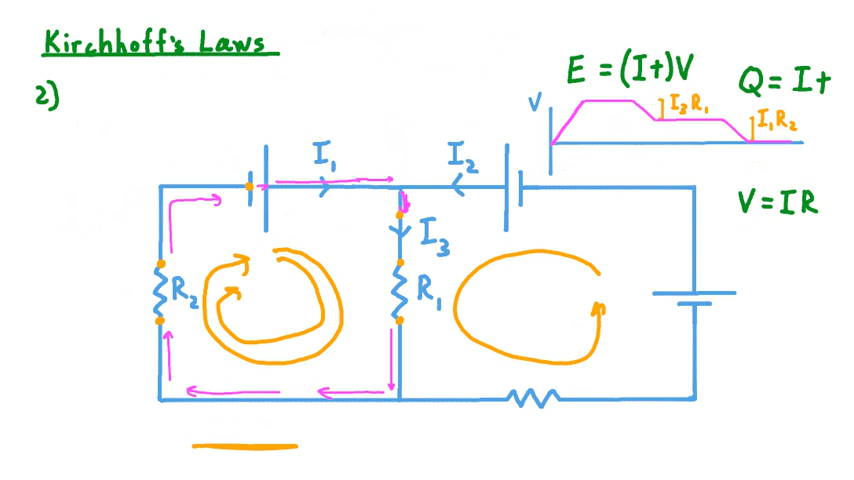 Kirchhoff's Laws
2)
E = (It)V
Q = It
V
I₃R₁
I₁R₂
V = IR
I₁
I₂
I₃
R₂
R₁